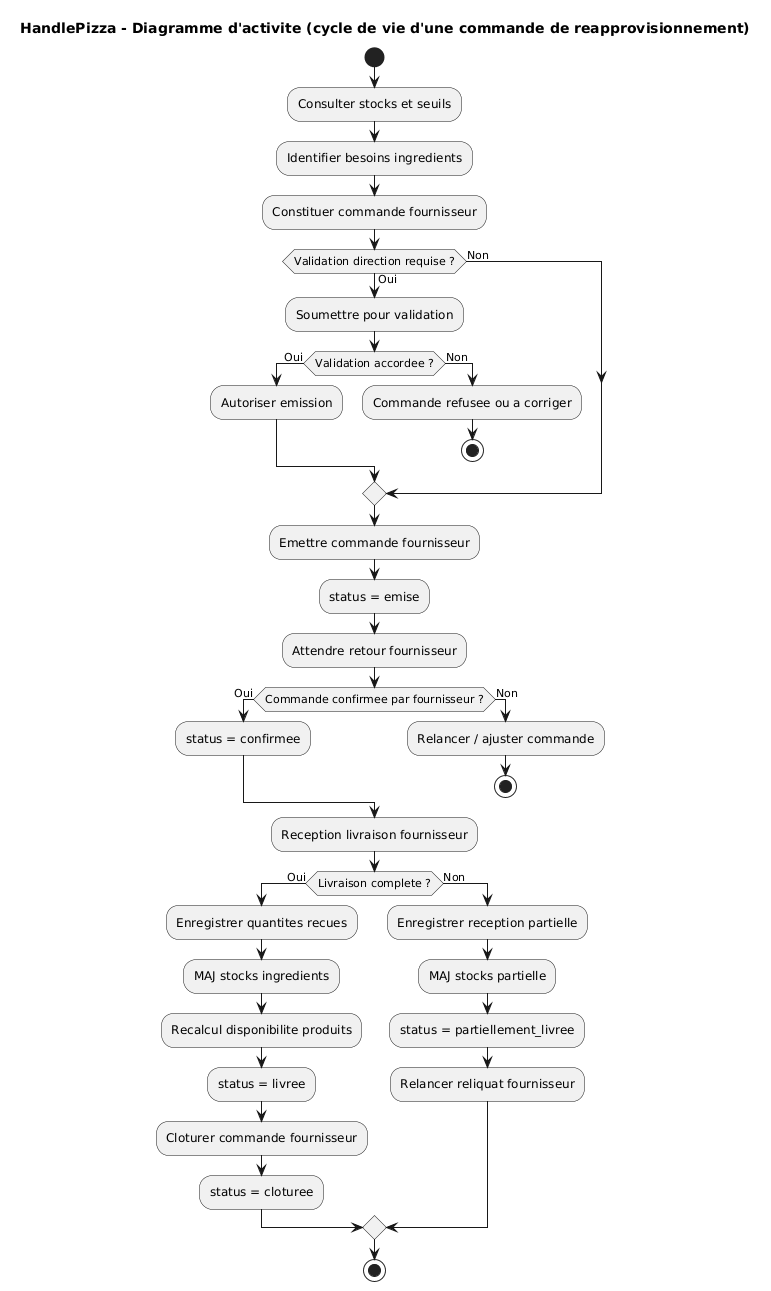 HandlePizza - Diagramme d'activite (cycle de vie d'une commande de reapprovisionnement)
Consulter stocks et seuils
Identifier besoins ingredients
Constituer commande fournisseur
Validation direction requise ?
Non
Oui
Soumettre pour validation
Oui
Validation accordee ?
Non
Autoriser emission
Commande refusee ou a corriger
Emettre commande fournisseur
status = emise
Attendre retour fournisseur
Oui
Commande confirmee par fournisseur ?
Non
status = confirmee
Relancer / ajuster commande
Reception livraison fournisseur
Oui
Livraison complete ?
Non
Enregistrer quantites recues
Enregistrer reception partielle
MAJ stocks ingredients
MAJ stocks partielle
Recalcul disponibilite produits
status = partiellement_livree
status = livree
Relancer reliquat fournisseur
Cloturer commande fournisseur
status = cloturee